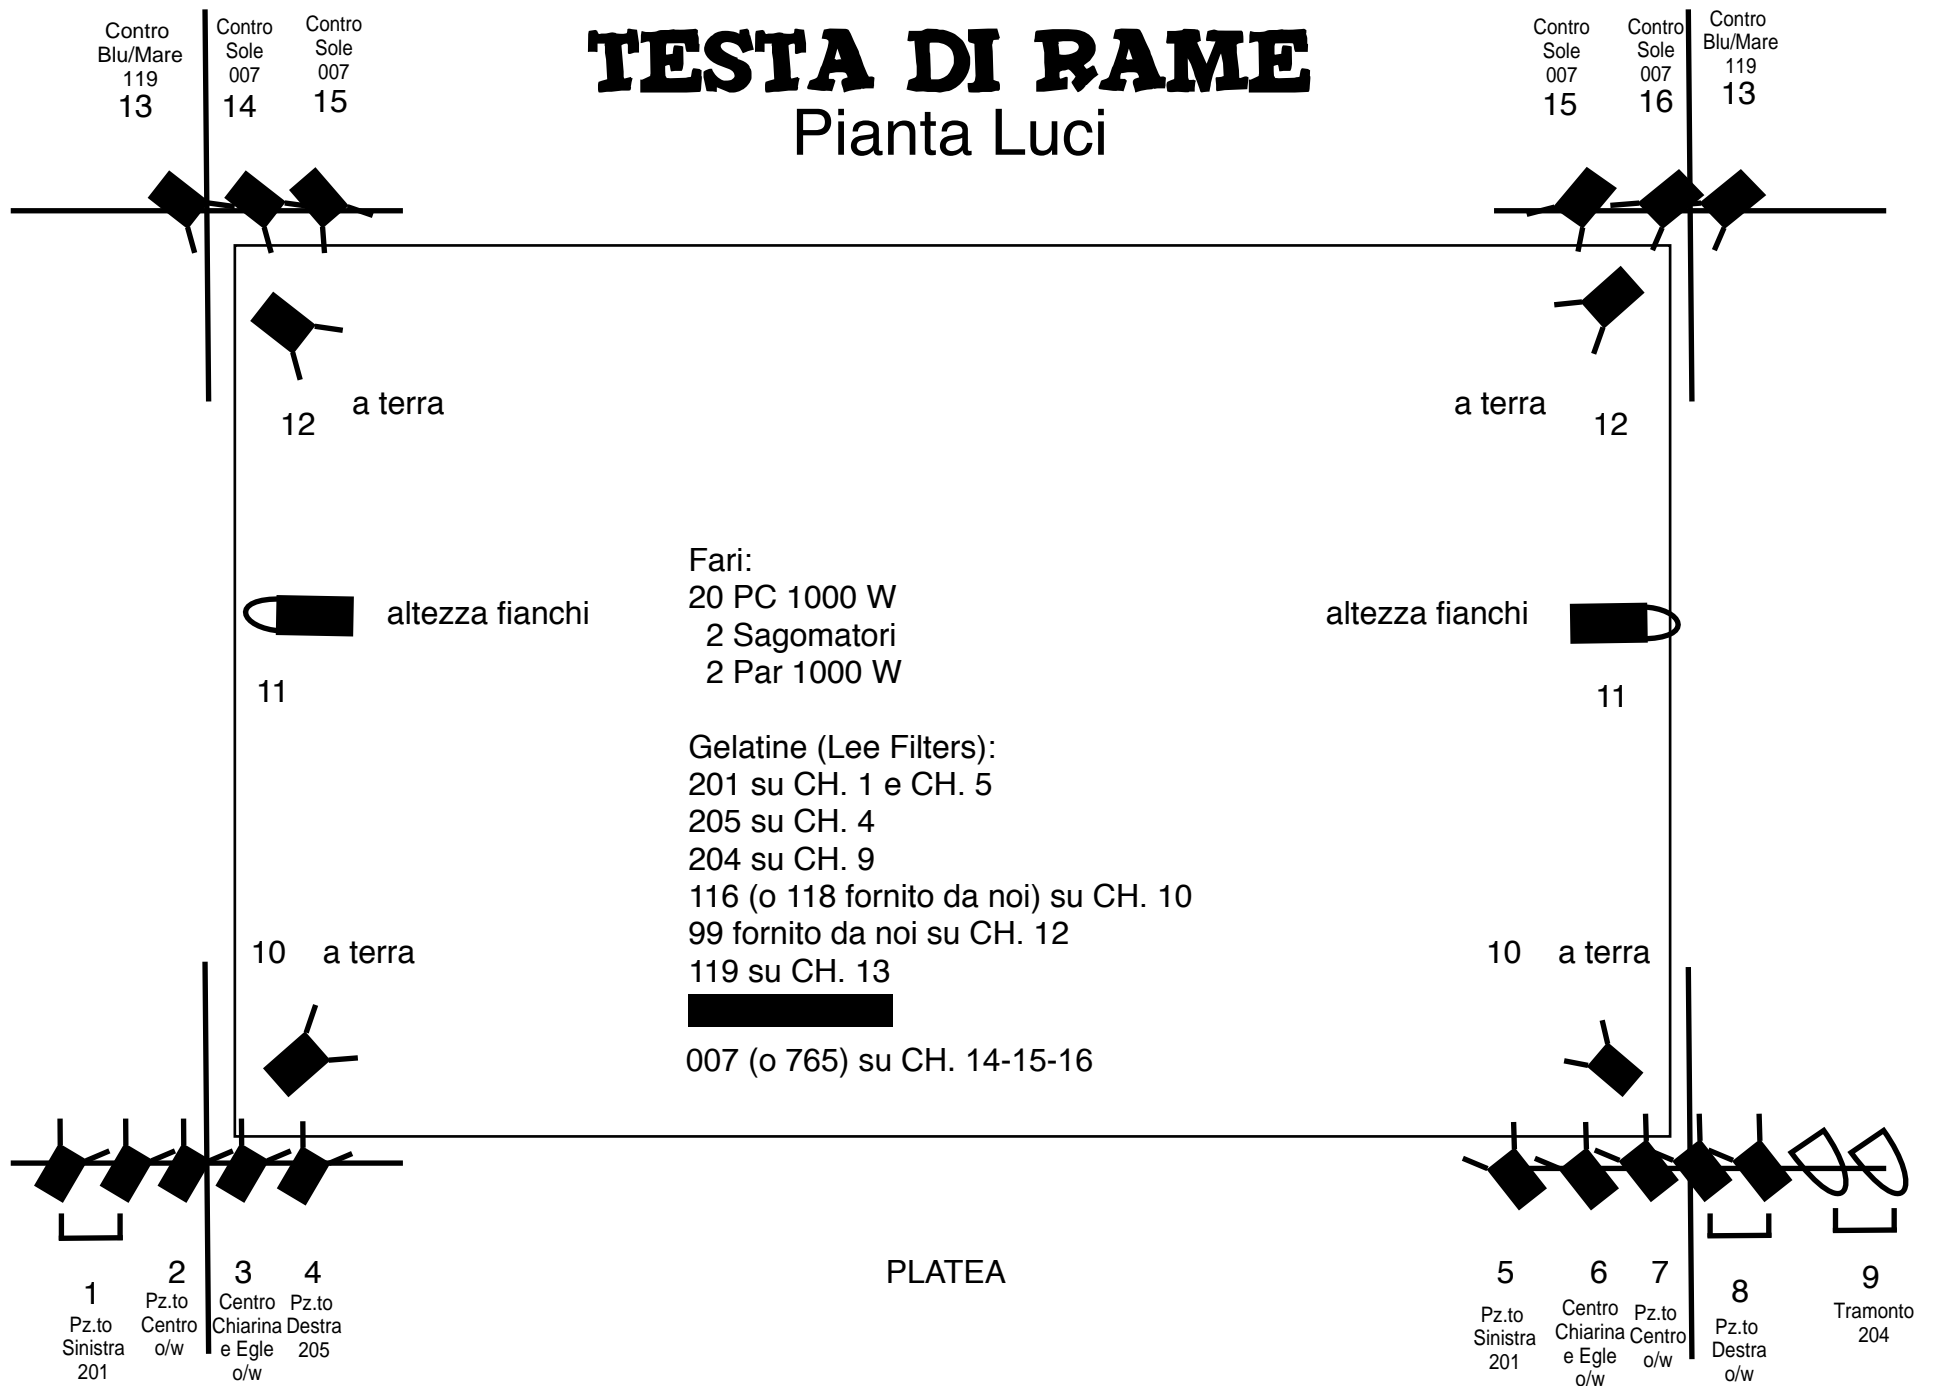 TESTA DI RAME
Pianta Luci
Contro
Blu/Mare
119
13
Contro
Sole
007
14
Contro
Sole
007
15
Contro
Sole
007
15
Contro
Sole
007
16
Contro
Blu/Mare
119
13
12
a terra
a terra
12
altezza fianchi
11
altezza fianchi
11
Fari:
20 PC 1000 W
2 Sagomatori
2 Par 1000 W
Gelatine (Lee Filters):
201 su CH. 1 e CH. 5
205 su CH. 4
204 su CH. 9
116 (o 118 fornito da noi) su CH. 10
99 fornito da noi su CH. 12
119 su CH. 13
007 (o 765) su CH. 14-15-16
10 a terra
10 a terra
PLATEA
1
Pz.to
Sinistra
201
2
Pz.to
Centro
o/w
3
Centro
Chiarina
e Egle
o/w
4
Pz.to
Destra
205
5
Pz.to
Sinistra
201
6
Centro
Chiarina
e Egle
o/w
7
Pz.to
Centro
o/w
8
Pz.to
Destra
o/w
9
Tramonto
204